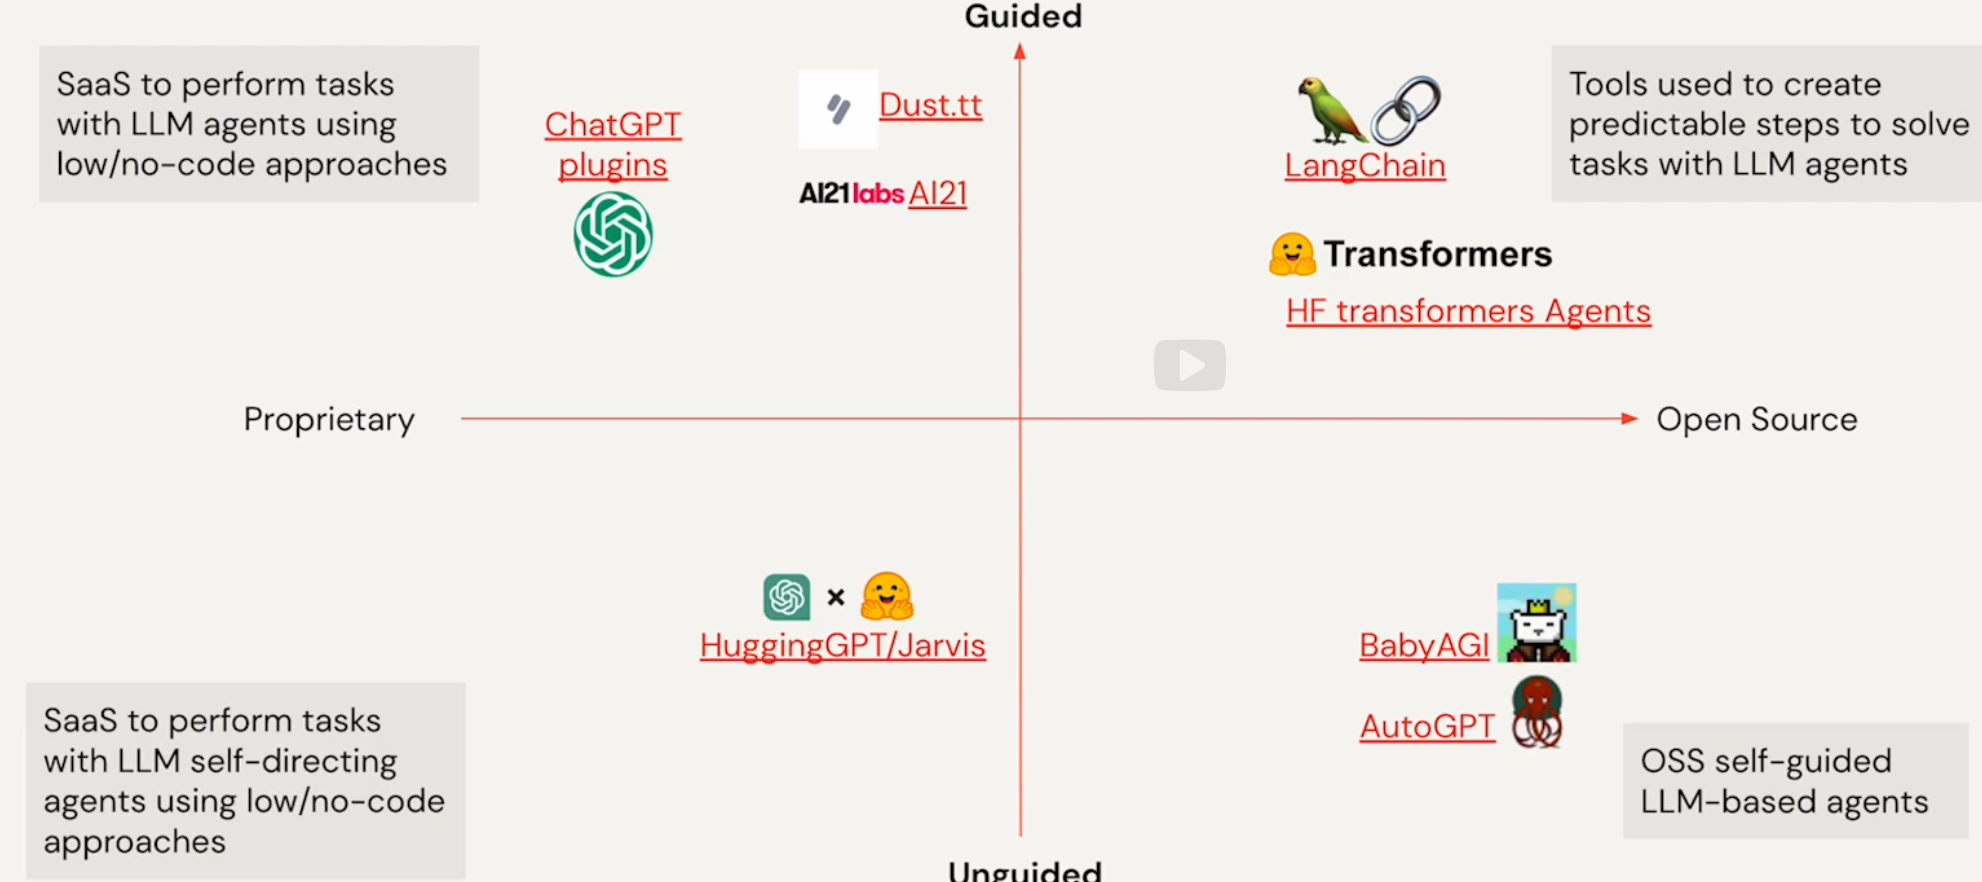 Guided
SaaS to perform tasks
with LLM agents using
low/no-code approaches
ChatGPT
plugins
Dust.tt
AI21labs AI21
LangChain
Tools used to create
predictable steps to solve
tasks with LLM agents
Transformers
HF transformers Agents
Proprietary
Open Source
×
HuggingGPT/Jarvis
BabyAGI
AutoGPT
SaaS to perform tasks
with LLM self-directing
agents using low/no-code
approaches
OSS self-guided
LLM-based agents
Unguided